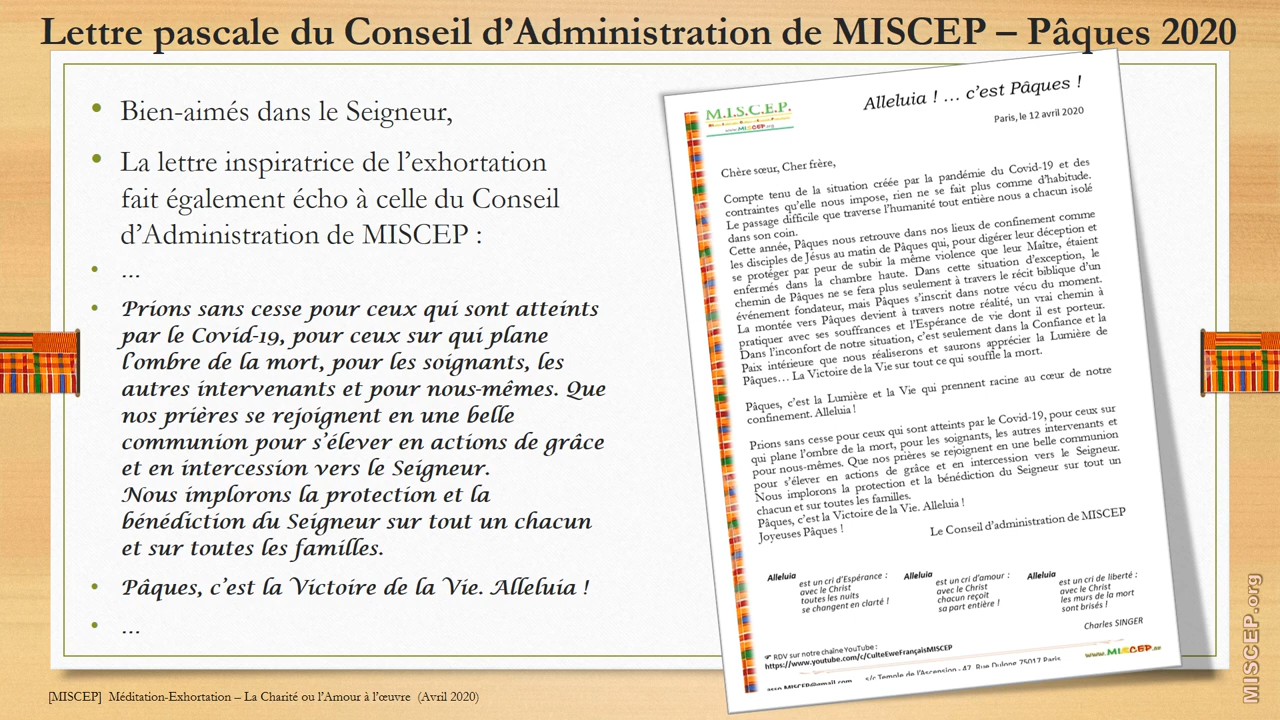 Lettre pascale du Conseil d’Administration de MISCEP – Pâques 2020
• Bien-aimés dans le Seigneur,
• La lettre inspiratrice de l’exhortation
fait également écho à celle du Conseil
d’Administration de MISCEP :
• …
• Prions sans cesse pour ceux qui sont atteints
par le Covid-19, pour ceux sur qui plane
l’ombre de la mort, pour les soignants, les
autres intervenants et pour nous-mêmes. Que
nos prières se rejoignent en une belle
communion pour s’élever en actions de grâce
et en intercession vers le Seigneur.
Nous implorons la protection et la
bénédiction du Seigneur sur tout un chacun
et sur toutes les familles.
• Pâques, c’est la Victoire de la Vie. Alleluia !
• …
M.I.S.C.E.P.
www.MISCEP.org
Alleluia ! … c’est Pâques !
Paris, le 12 avril 2020
Chère sœur, Cher frère,
Compte tenu de la situation créée par la pandémie du Covid-19 et des
contraintes qu’elle nous impose, rien ne se fait plus comme d’habitude.
Le passage difficile que traverse l’humanité tout entière nous a chacun isolé
dans son coin.
Cette année, Pâques nous retrouve dans nos lieux de confinement comme
les disciples de Jésus au matin de Pâques qui, pour digérer leur déception et
se protéger par peur de subir la même violence que leur Maître, étaient
enfermés dans la chambre haute. Dans cette situation d’exception, le
chemin de Pâques ne se fera plus seulement à travers le récit biblique d’un
événement fondateur, mais Pâques s’inscrit dans notre vécu du moment.
La montée vers Pâques devient à travers notre réalité, un vrai chemin à
pratiquer avec ses souffrances et l’Espérance de vie dont il est porteur.
Dans l’inconfort de notre situation, c’est seulement dans la Confiance et la
Paix intérieure que nous réaliserons et saurons apprécier la Lumière de
Pâques… La Victoire de la Vie sur tout ce qui souffle la mort.
Pâques, c’est la Lumière et la Vie qui prennent racine au cœur de notre
confinement. Alleluia !
Prions sans cesse pour ceux qui sont atteints par le Covid-19, pour ceux sur
qui plane l’ombre de la mort, pour les soignants, les autres intervenants et
pour nous-mêmes. Que nos prières se rejoignent en une belle communion
pour s’élever en actions de grâce et en intercession vers le Seigneur.
Nous implorons la protection et la bénédiction du Seigneur sur tout un
chacun et sur toutes les familles.
Pâques, c’est la Victoire de la Vie. Alleluia !
Joyeuses Pâques !
Le Conseil d’administration de MISCEP
Alleluia
est un cri d’Espérance :
avec le Christ
toutes les nuits
se changent en clarté !
Alleluia
est un cri d’amour :
avec le Christ
chacun reçoit
sa part entière !
Alleluia
est un cri de liberté :
avec le Christ
les murs de la mort
sont brisés !
Charles SINGER
☞ RDV sur notre chaîne YouTube :
https://www.youtube.com/c/CulteEweFrançaisMISCEP
s/c Temple de l’Ascension - 47, Rue Dulong 75017 Paris
[MISCEP] Méditation-Exhortation – La Charité ou l’Amour à l’œuvre (Avril 2020)
MISCEP.org